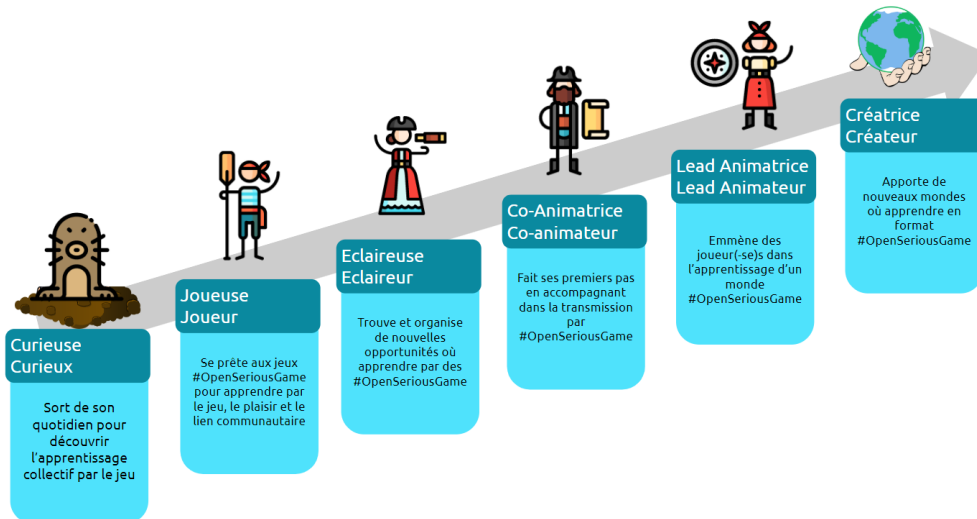 Curieuse
Curieux
Sort de son
quotidien pour
découvrir
l'apprentissage
collectif par le jeu
Joueuse
Joueur
Se prête aux jeux
#OpenSeriousGame
pour apprendre par
le jeu, le plaisir et le
lien communautaire
Eclaireuse
Eclaireur
Trouve et organise
de nouvelles
opportunités où
apprendre par des
#OpenSeriousGame
Co-Animatrice
Co-animateur
Fait ses premiers pas
en accompagnant
dans la transmission
par
#OpenSeriousGame
Lead Animatrice
Lead Animateur
Emmène des
joueur(-se)s dans
l'apprentissage d'un
monde
#OpenSeriousGame
Créatrice
Créateur
Apporte de
nouveaux mondes
où apprendre en
format
#OpenSeriousGame